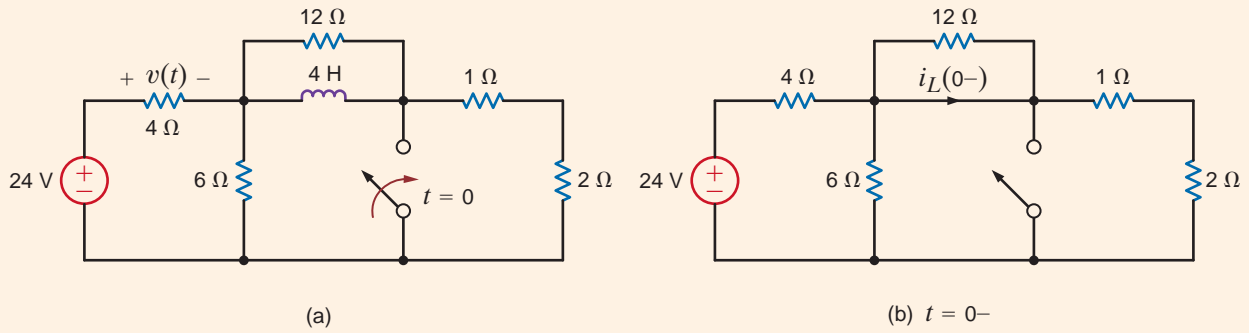 12 Ω
12 Ω
+ v(t) −
4 H
1 Ω
4 Ω
i_L(0−)
1 Ω
4 Ω
24 V
+
−
6 Ω
t = 0
2 Ω
24 V
+
−
6 Ω
2 Ω
(a)
(b) t = 0−